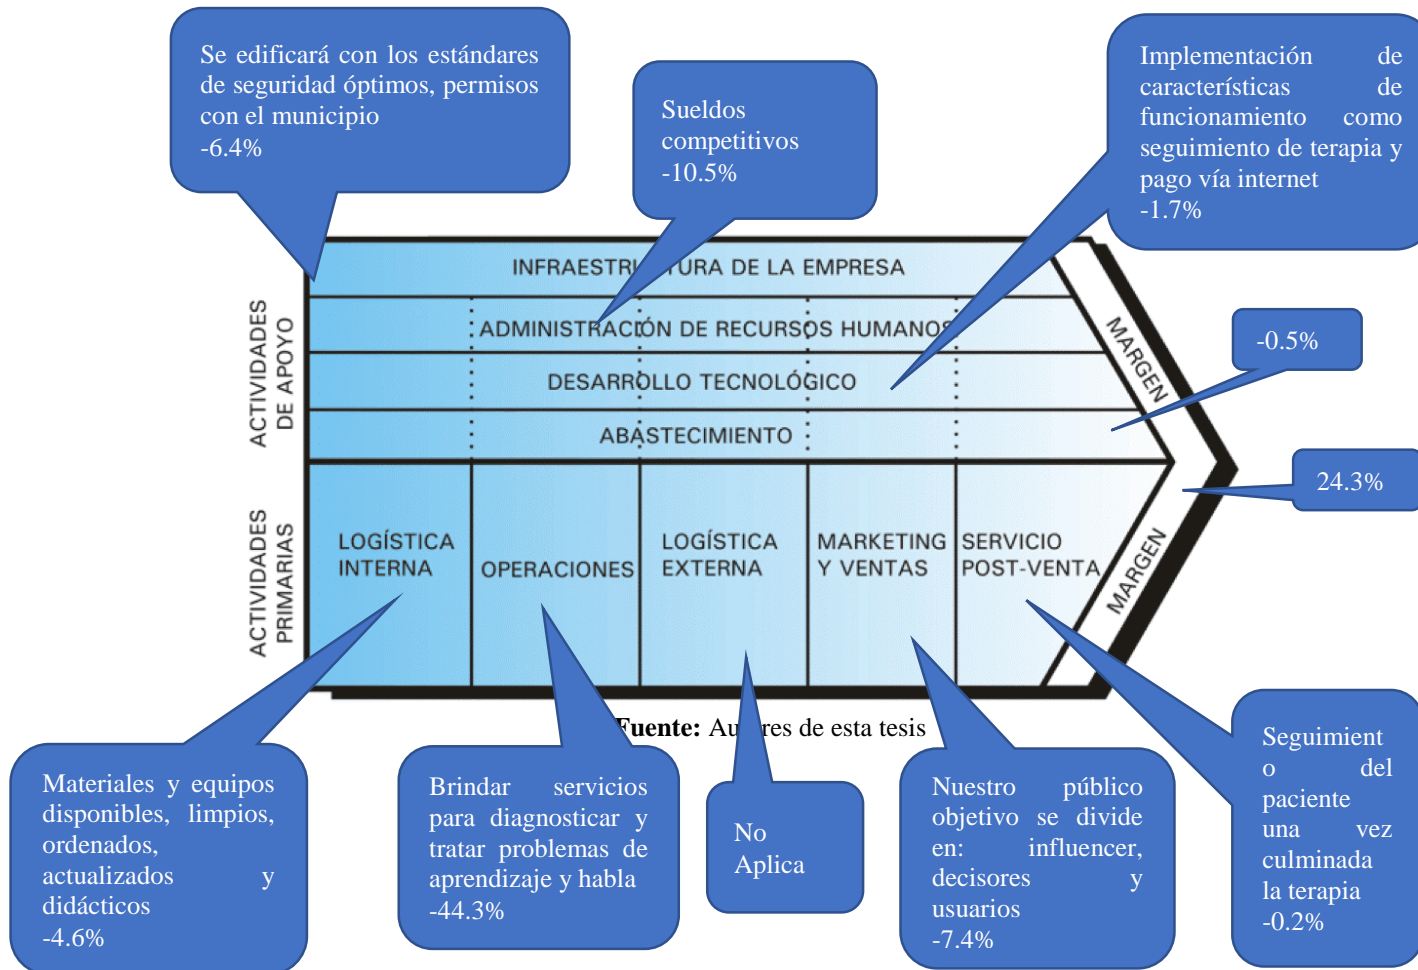 Se edificará con los estándares
de seguridad óptimos, permisos
con el municipio
-6.4%
Sueldos
competitivos
-10.5%
Implementación de
características de
funcionamiento como
seguimiento de terapia y
pago vía internet
-1.7%
ACTIVIDADES
DE APOYO
INFRAESTR TURA DE LA EMPRESA
ADMINISTRACIÓN DE RECURSOS HUMANOS
DESARROLLO TECNOLÓGICO
ABASTECIMIENTO
MARGEN
-0.5%
24.3%
ACTIVIDADES
PRIMARIAS
LOGÍSTICA
INTERNA
OPERACIONES
LOGÍSTICA
EXTERNA
MARKETING
Y VENTAS
SERVICIO
POST-VENTA
MARGEN
Fuente: Au res de esta tesis
Materiales y equipos
disponibles, limpios,
ordenados,
actualizados y
didácticos
-4.6%
Brindar servicios
para diagnosticar y
tratar problemas de
aprendizaje y habla
-44.3%
No
Aplica
Nuestro público
objetivo se divide
en: influencer,
decisores y
usuarios
-7.4%
Seguimient
o del
paciente
una vez
culminada
la terapia
-0.2%